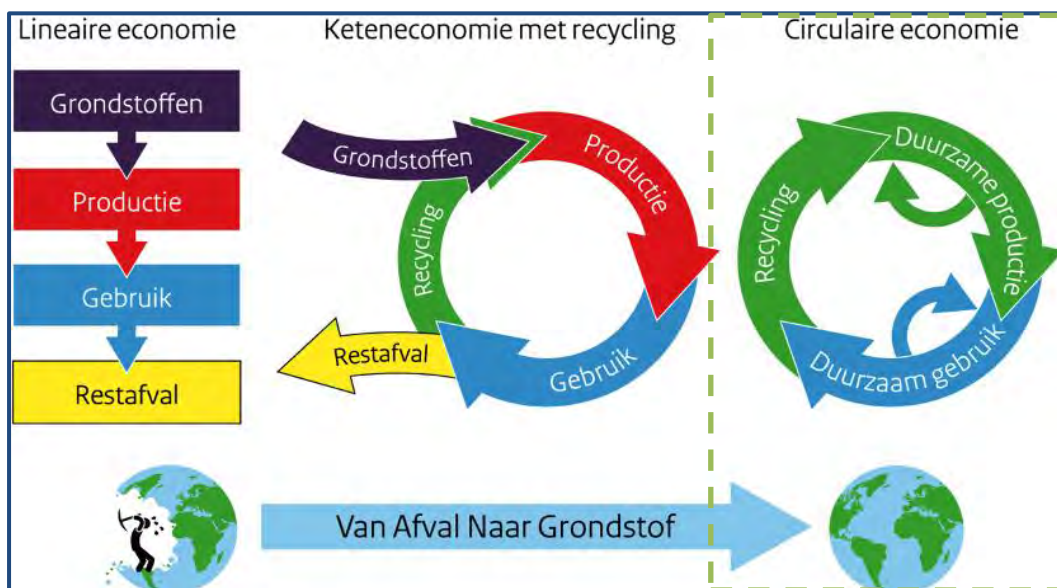 Lineaire economie
Grondstoffen
Productie
Gebruik
Restafval
Keteneconomie met recycling
Grondstoffen
Productie
Gebruik
Restafval
Recycling
Circulaire economie
Duurzame productie
Duurzaam gebruik
Recycling
Van Afval Naar Grondstof